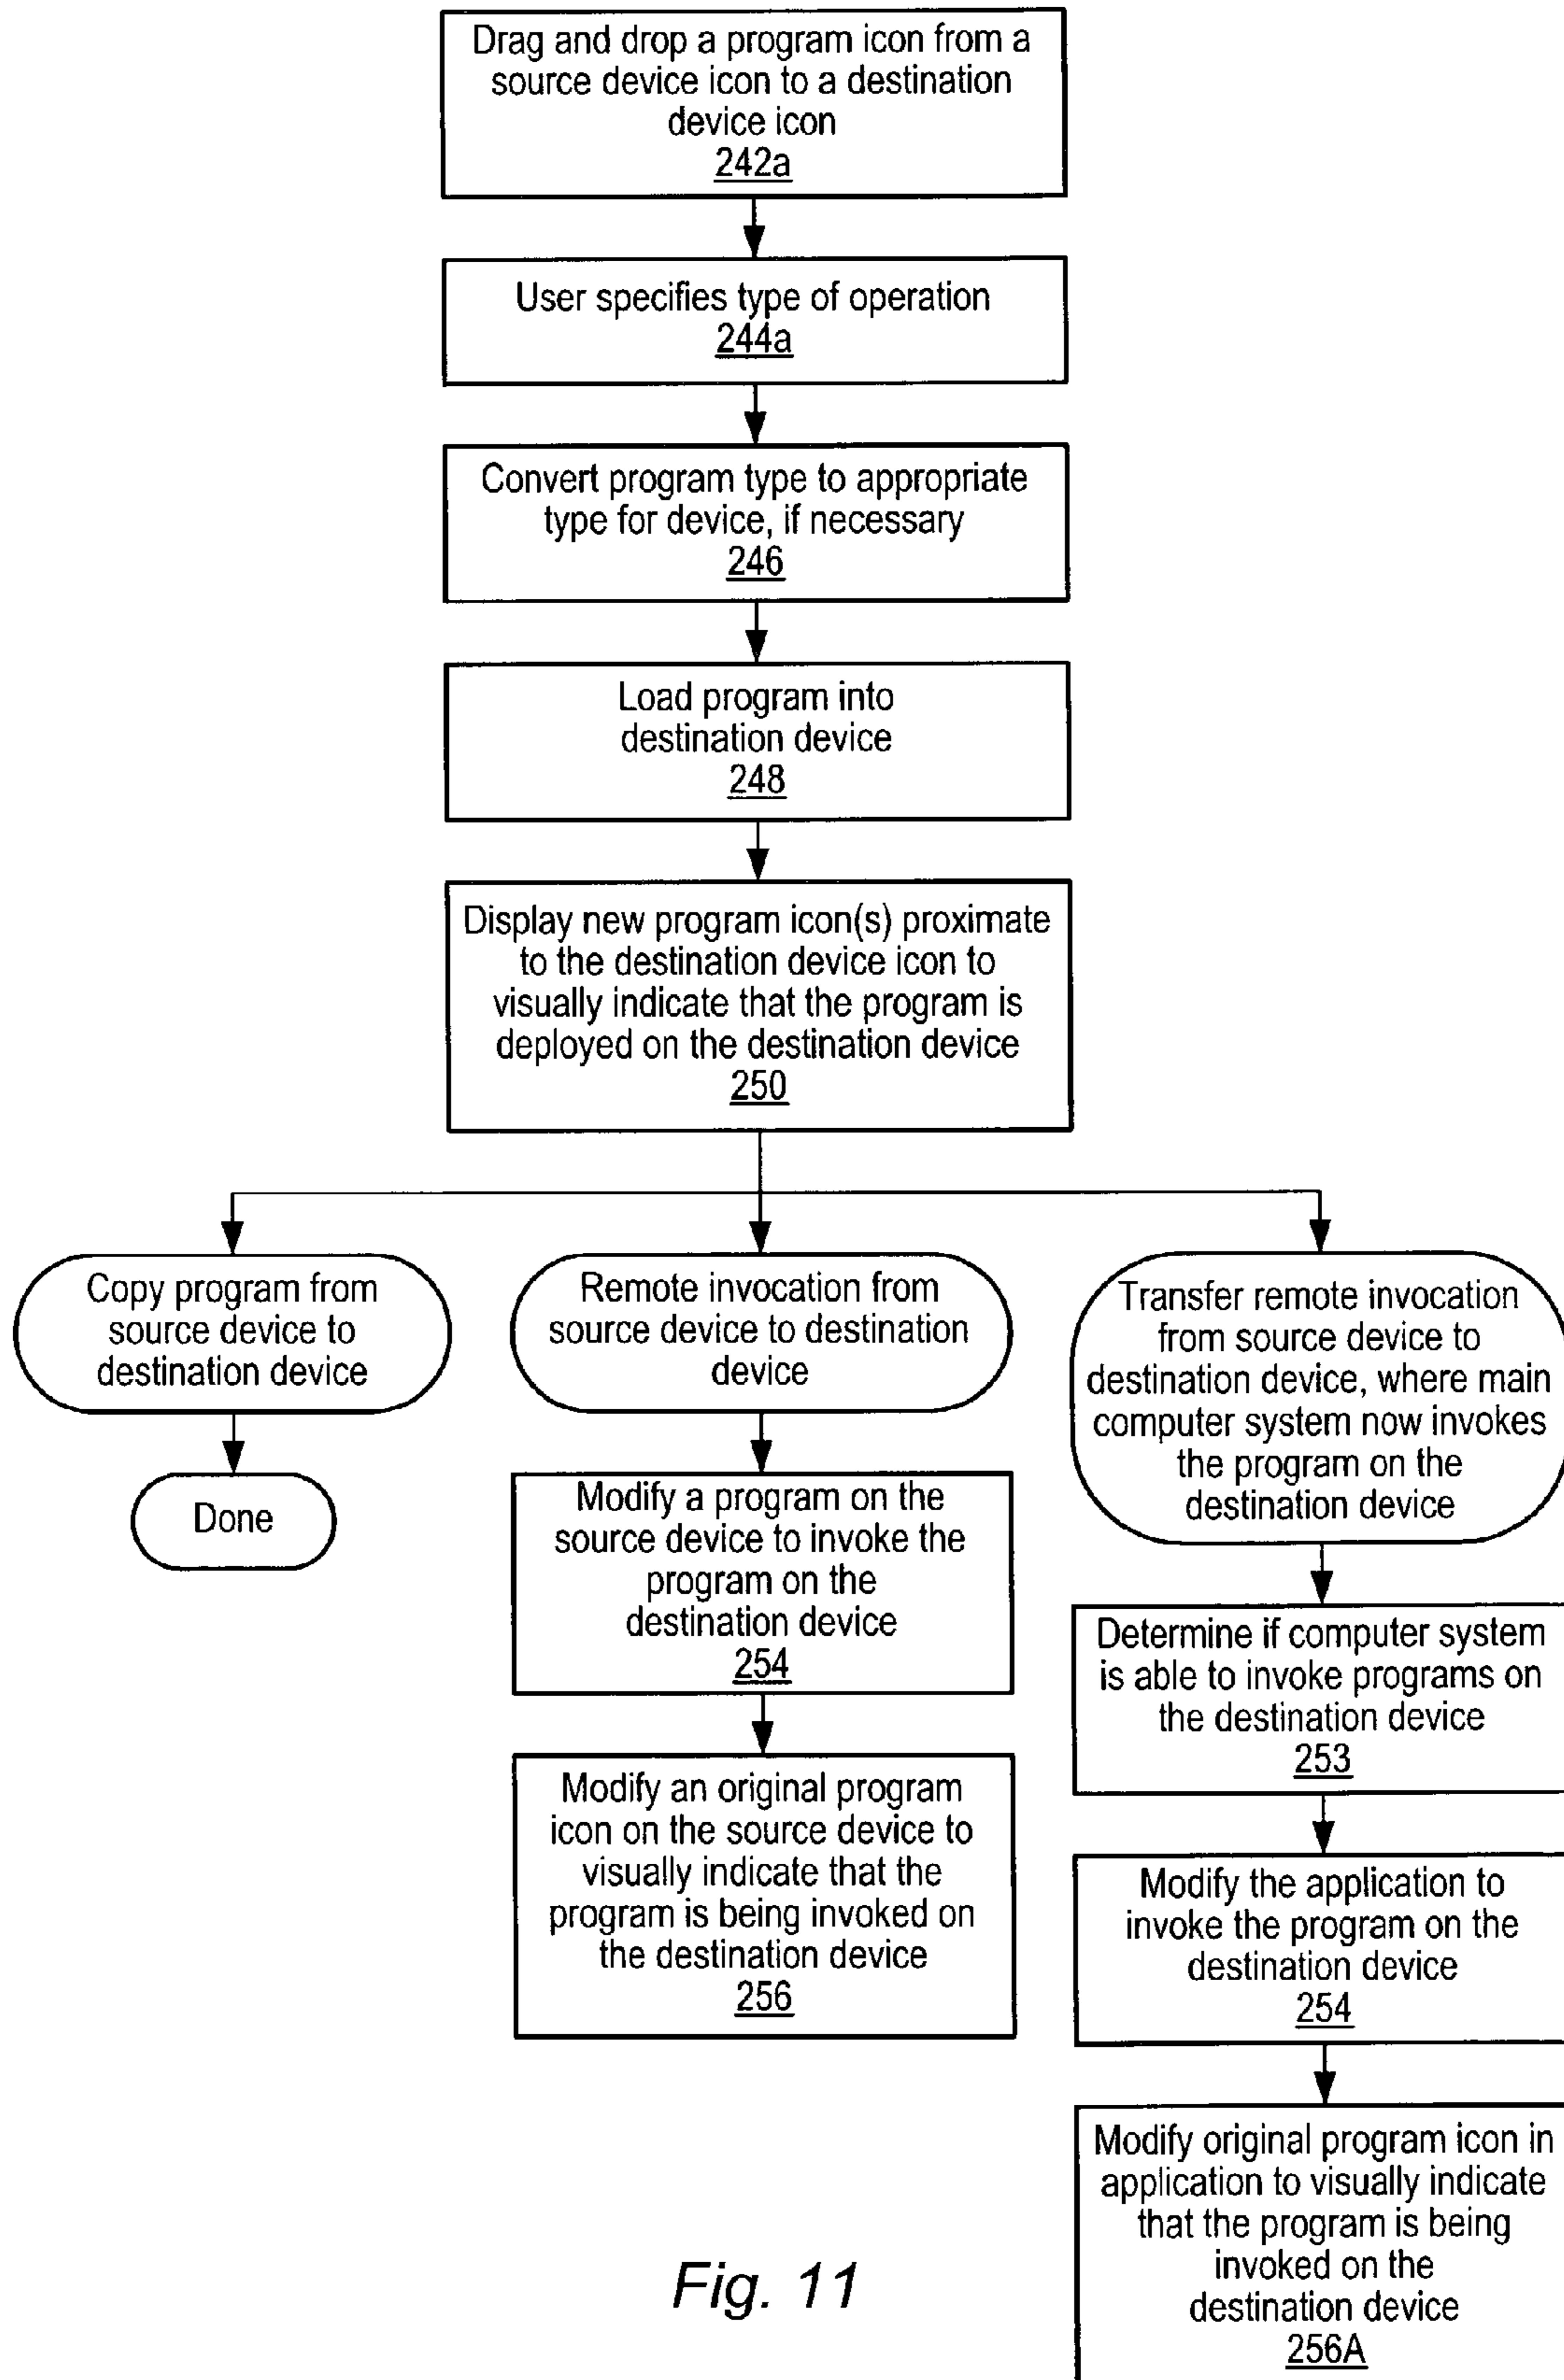 Drag and drop a program icon from a
source device icon to a destination
device icon
242a
User specifies type of operation
244a
Convert program type to appropriate
type for device, if necessary
246
Load program into
destination device
248
Display new program icon(s) proximate
to the destination device icon to
visually indicate that the program is
deployed on the destination device
250
Copy program from
source device to
destination device
Done
Remote invocation from
source device to destination
device
Modify a program on the
source device to invoke the
program on the
destination device
254
Modify an original program
icon on the source device to
visually indicate that the
program is being invoked on
the destination device
256
Transfer remote invocation
from source device to
destination device, where main
computer system now invokes
the program on the
destination device
Determine if computer system
is able to invoke programs on
the destination device
253
Modify the application to
invoke the program on the
destination device
254
Modify original program icon in
application to visually indicate
that the program is being
invoked on the
destination device
256A
Fig. 11